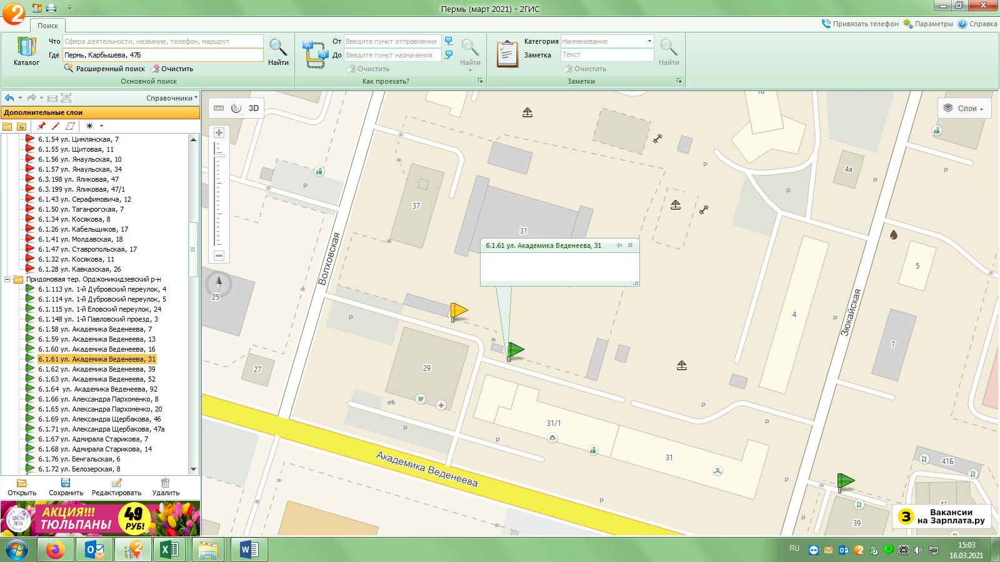 Пермь (март 2021) - 2ГИС
Поиск
Привязать телефон
Параметры
Справка
Каталог
Что
Сфера деятельности, название, телефон, маршрут
Где
Пермь, Карбышева, 47Б
Расширенный поиск
Очистить
Найти
Основной поиск
От
Введите пункт отправления
До
Введите пункт назначения
Очистить
Найти
Как проехать?
Категория
Наименование
Заметка
Текст
Очистить
Найти
Заметки
Справочники
Дополнительные слои
6.1.54 ул. Цимлянская, 7
6.1.55 ул. Щитовая, 11
6.1.56 ул. Янаульская, 10
6.1.57 ул. Янаульская, 34
6.3.198 ул. Яликовая, 47
6.3.199 ул. Яликовая, 47/1
6.1.43 ул. Серафимовича, 12
6.1.50 ул. Таганрогская, 7
6.1.34 ул. Косякова, 8
6.1.26 ул. Кабельщиков, 17
6.1.41 ул. Молдавская, 18
6.1.47 ул. Ставропольская, 17
6.1.32 ул. Косякова, 11
6.1.28 ул. Кавказская, 26
Придомовая тер. Орджоникидзевский р-н
6.1.113 ул. 1-й Дубровский переулок, 4
6.1.114 ул. 1-й Дубровский переулок, 5
6.1.115 ул. 1-й Еловский переулок, 24
6.1.148 ул. 1-й Павловский проезд, 3
6.1.58 ул. Академика Веденеева, 7
6.1.59 ул. Академика Веденеева, 13
6.1.60 ул. Академика Веденеева, 16
6.1.61 ул. Академика Веденеева, 31
6.1.62 ул. Академика Веденеева, 39
6.1.63 ул. Академика Веденеева, 52
6.1.64 ул. Академика Веденеева, 92
6.1.66 ул. Александра Пархоменко, 8
6.1.65 ул. Александра Пархоменко, 20
6.1.69 ул. Александра Щербакова, 46
6.1.71 ул. Александра Щербакова, 47а
6.1.67 ул. Адмирала Старикова, 7
6.1.68 ул. Адмирала Старикова, 14
6.1.76 ул. Бенгальская, 6
6.1.72 ул. Белозерская, 8
Открыть
Сохранить
Редактировать
Удалить
ЦВЕТЫ ЛЕТА
АКЦИЯ!!!
ТЮЛЬПАНЫ
49
РУБ!
3D
Слои
4а
P
P
P
P
P
37
31
6.1.61 ул. Академика Веденеева, 31
Волховская
Зюкайская
5
25
4
P
P
7
29
27
P
P
P
31/1
P
31
Академика Веденеева
41Б
P
P
P
41
39
З
Вакансии
на Зарплата.ру
RU
15:03
16.03.2021